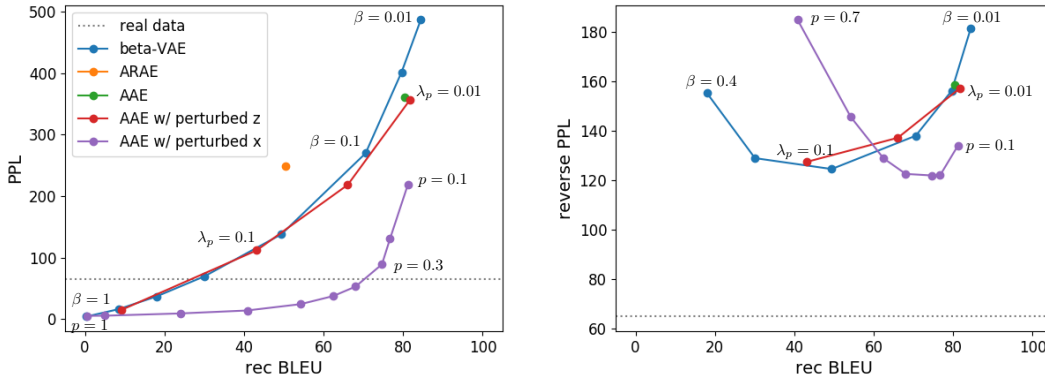 500
400
300
200
100
0
PPL
real data
beta-VAE
ARAE
AAE
AAE w/ perturbed z
AAE w/ perturbed x
β = 0.01
λp = 0.01
β = 0.1
p = 0.1
λp = 0.1
p = 0.3
β = 1
p = 1
0 20 40 60 80 100
rec BLEU
180
160
140
120
100
80
60
reverse PPL
p = 0.7
β = 0.01
β = 0.4
λp = 0.01
λp = 0.1
p = 0.1
0 20 40 60 80 100
rec BLEU